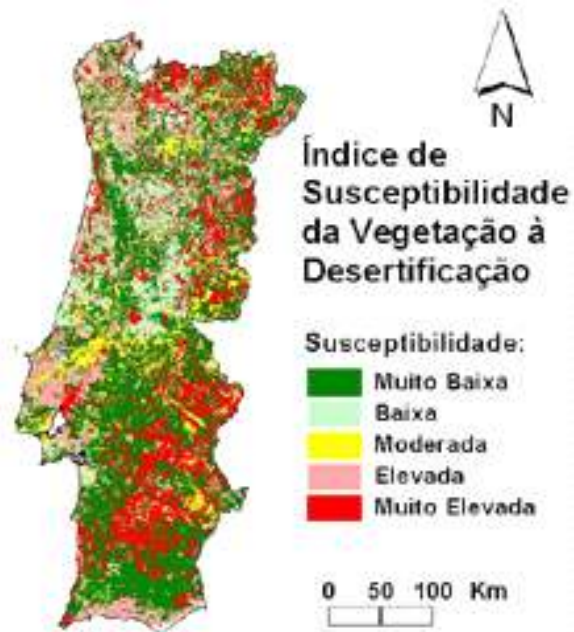 N
Índice de
Susceptibilidade
da Vegetação à
Desertificação
Susceptibilidade:
Muito Baixa
Baixa
Moderada
Elevada
Muito Elevada
0 50 100 Km